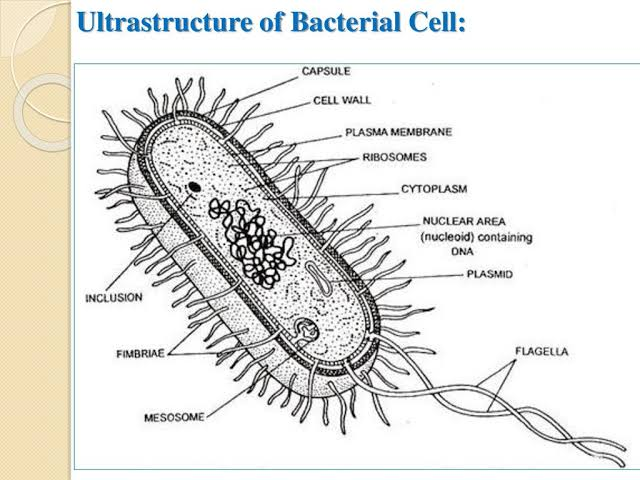 Ultrastructure of Bacterial Cell:
CAPSULE
CELL WALL
PLASMA MEMBRANE
RIBOSOMES
CYTOPLASM
NUCLEAR AREA
(nucleoid) containing
DNA
PLASMID
INCLUSION
FIMBRIAE
FLAGELLA
MESOSOME